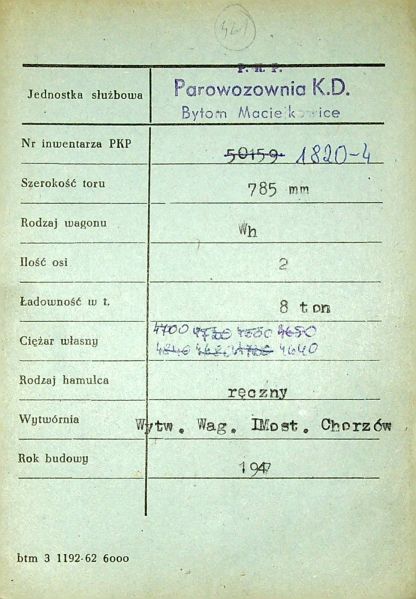 P. K. P.
Jednostka służbowa Parowozownia K.D.
Bytom Maciejkowice
Nr inwentarza PKP 50159 1820-4
Szerokość toru 785 mm
Rodzaj wagonu Wh
Ilość osi 2
Ładowność w t. 8 ton
4700
Ciężar własny 4640
Rodzaj hamulca ręczny
Wytwórnia Wytw. Wag. IMost. Chorzów
Rok budowy 1947
btm 3 1192-62 6000